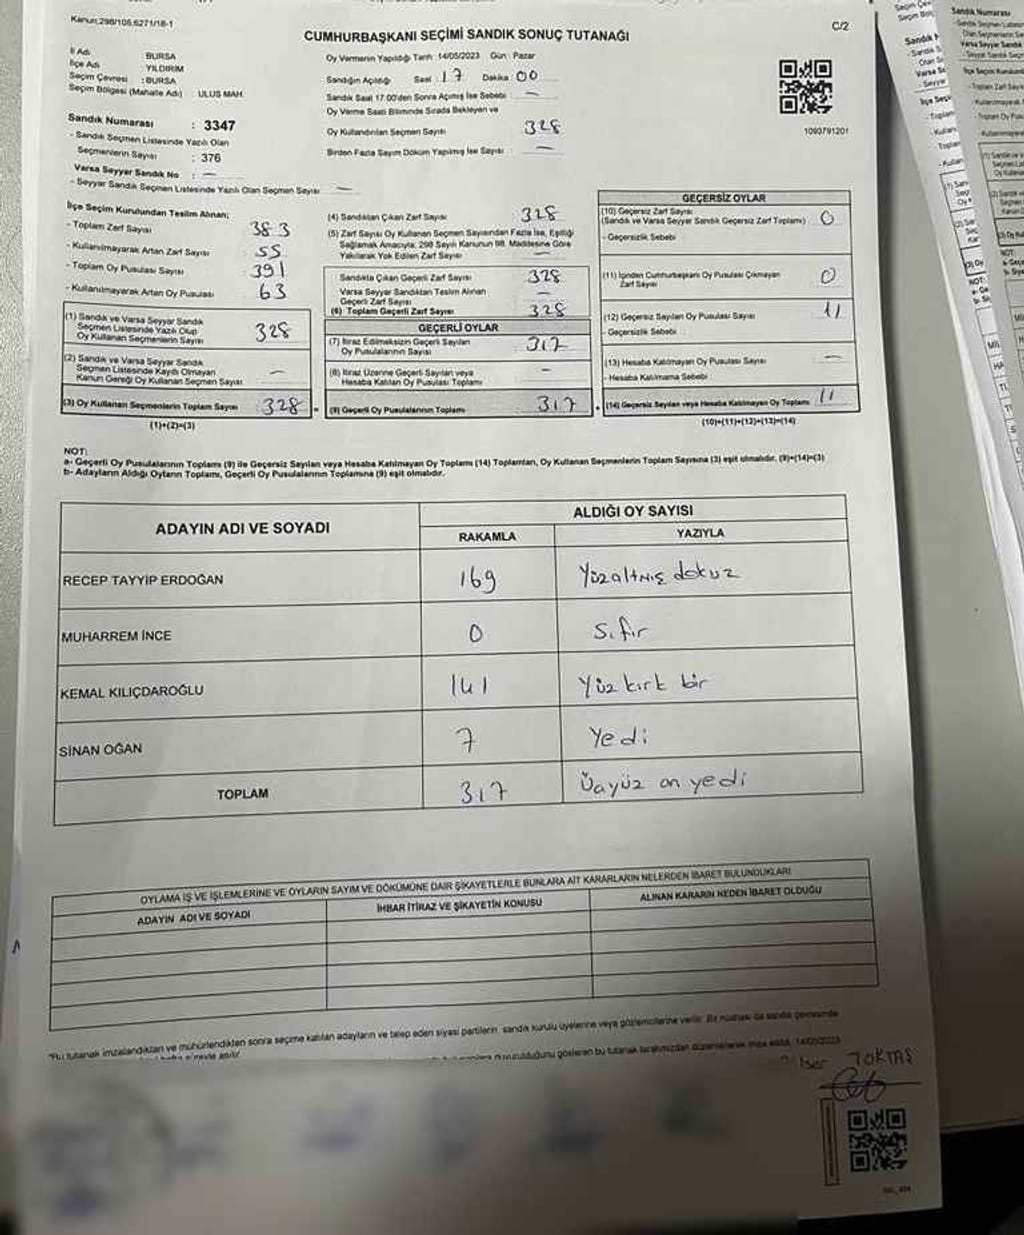 Kanun;298/105,6271/18-1
C/2
CUMHURBAŞKANI SEÇİMİ SANDIK SONUÇ TUTANAĞI
İl Adı : BURSA
İlçe Adı : YILDIRIM
Seçim Çevresi : BURSA
Seçim Bölgesi (Mahalle Adı) : ULUS MAH.
Sandık Numarası : 3347
- Sandık Seçmen Listesinde Yazılı Olan
Seçmenlerin Sayısı : 376
Varsa Seyyar Sandık No : —
- Seyyar Sandık Seçmen Listesinde Yazılı Olan Seçmen Sayısı —
Oy Vermenin Yapıldığı Tarih 14/05/2023 Gün : Pazar
Sandığın Açıldığı Saat 17 Dakika 00
Sandık Saat 17.00'den Sonra Açılmış İse Sebebi : —
Oy Verme Saati Bitiminde Sırada Bekleyen ve
Oy Kullandırılan Seçmen Sayısı : 328
Birden Fazla Sayım Döküm Yapılmış İse Sayısı : —
1093791201
İlçe Seçim Kurulundan Teslim Alınan;
- Toplam Zarf Sayısı 383
- Kullanılmayarak Artan Zarf Sayısı 55
- Toplam Oy Pusulası Sayısı 391
- Kullanılmayarak Artan Oy Pusulası 63
(1) Sandık ve Varsa Seyyar Sandık
Seçmen Listesinde Yazılı Olup
Oy Kullanan Seçmenlerin Sayısı 328
(2) Sandık ve Varsa Seyyar Sandık
Seçmen Listesinde Kaydı Olmayan
Kanun Gereği Oy Kullanan Seçmen Sayısı —
(3) Oy Kullanan Seçmenlerin Toplam Sayısı 328
(1)+(2)=(3)
(4) Sandıktan Çıkan Zarf Sayısı 328
(5) Zarf Sayısı Oy Kullanan Seçmen Sayısından Fazla İse, Eşitliği
Sağlamak Amacıyla; 298 Sayılı Kanunun 98. Maddesine Göre
Yakılarak Yok Edilen Zarf Sayısı —
Sandıkta Çıkan Geçerli Zarf Sayısı 328
Varsa Seyyar Sandıktan Teslim Alınan
Geçerli Zarf Sayısı
(6) Toplam Geçerli Zarf Sayısı 328
GEÇERLİ OYLAR
(7) İtiraz Edilmeksizin Geçerli Sayılan
Oy Pusulalarının Sayısı 317
(8) İtiraz Üzerine Geçerli Sayılan veya
Hesaba Katılan Oy Pusulası Toplamı -
(9) Geçerli Oy Pusulalarının Toplamı 317
GEÇERSİZ OYLAR
(10) Geçersiz Zarf Sayısı
(Sandık ve Varsa Seyyar Sandık Geçersiz Zarf Toplamı) 0
- Geçersizlik Sebebi
(11) İçinden Cumhurbaşkanı Oy Pusulası Çıkmayan
Zarf Sayısı 0
(12) Geçersiz Sayılan Oy Pusulası Sayısı 11
- Geçersizlik Sebebi
(13) Hesaba Katılmayan Oy Pusulası Sayısı —
- Hesaba Katılmama Sebebi
(14) Geçersiz Sayılan veya Hesaba Katılmayan Oy Toplamı 11
(10)+(11)+(12)+(13)=(14)
NOT:
a- Geçerli Oy Pusulalarının Toplamı (9) ile Geçersiz Sayılan veya Hesaba Katılmayan Oy Toplamı (14) Toplamları, Oy Kullanan Seçmenlerin Toplam Sayısına (3) eşit olmalıdır. (9)+(14)=(3)
b- Adayların Aldığı Oyların Toplamı, Geçerli Oy Pusulalarının Toplamına (9) eşit olmalıdır.
ADAYIN ADI VE SOYADI
ALDIĞI OY SAYISI
RAKAMLA YAZIYLA
RECEP TAYYİP ERDOĞAN 169 Yüzaltmış dokuz
MUHARREM İNCE 0 Sıfır
KEMAL KILIÇDAROĞLU 141 Yüz kırk bir
SİNAN OĞAN 7 Yedi
TOPLAM 317 Üçyüz on yedi
OYLAMA İŞ VE İŞLEMLERİNE VE OYLARIN SAYIM VE DÖKÜMÜNE DAİR ŞİKAYETLERLE BUNLARA AİT KARARLARIN NELERDEN İBARET BULUNDUKLARI
ADAYIN ADI VE SOYADI
İHBAR İTİRAZ VE ŞİKAYETİN KONUSU
ALINAN KARARIN NEDEN İBARET OLDUĞU
"Bu tutanak imzalandıktan ve mühürlendikten sonra seçime katılan adayların ve talep eden siyasi partilerin, sandık kurulu üyelerine veya gözlemcilerine verilir. Bir nüshası da sandık çevresinde
olduğunu gösteren bu tutanak tarafımızdan düzenlenerek imza edildi. 14/05/2023
TOKTAŞ